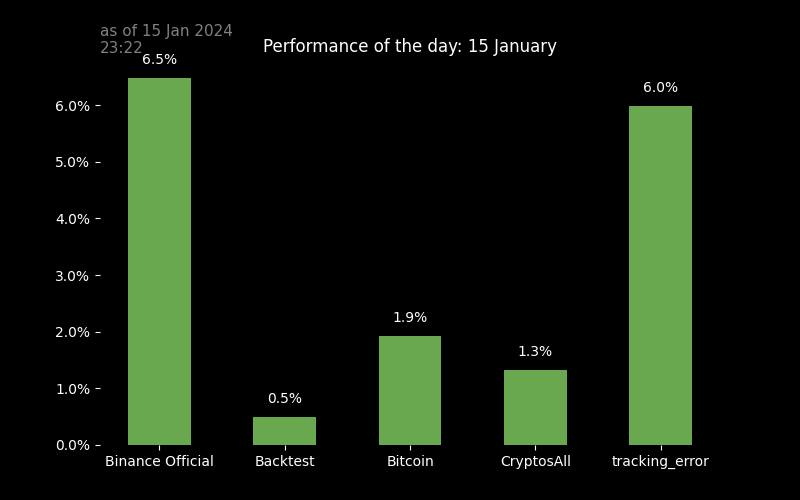 as of 15 Jan 2024
23:22
Performance of the day: 15 January
6.5%
6.0%
0.5%
1.9%
1.3%
6.0%
5.0%
4.0%
3.0%
2.0%
1.0%
0.0%
Binance Official
Backtest
Bitcoin
CryptosAll
tracking_error